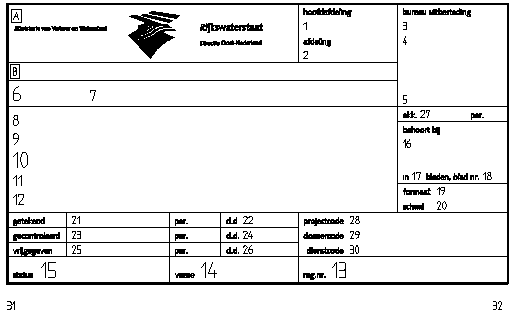 A
Ministerie van Verkeer en Waterstaat
Rijkswaterstaat
Directie Oost-Nederland
hoofdafdeling
1
afdeling
2
bureau uitbesteding
3
4
5
B
6 7
8
9
10
11
12
akk. 27 par.
behoort bij
16
in 17 bladen, blad nr. 18
formaat 19
schaal 20
getekend 21 par. d.d. 22 projectcode 28
gecontroleerd 23 par. d.d. 24 dossiercode 29
vrijgegeven 25 par. d.d. 26 dienstcode 30
status 15 versie 14 reg.nr. 13
31 32